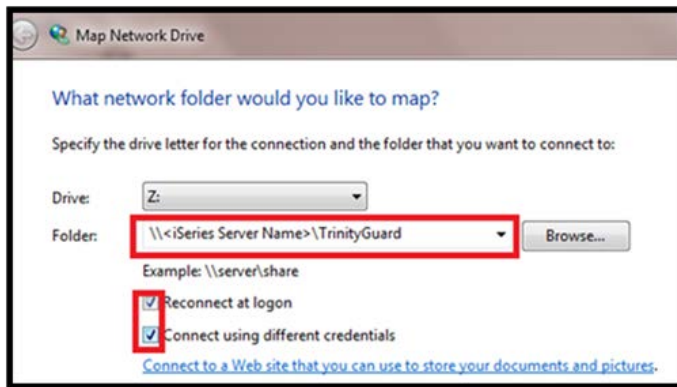 Map Network Drive
What network folder would you like to map?
Specify the drive letter for the connection and the folder that you want to connect to:
Drive: Z:
Folder: \\<iSeries Server Name>\TrinityGuard Browse...
Example: \\server\share
Reconnect at logon
Connect using different credentials
Connect to a Web site that you can use to store your documents and pictures.